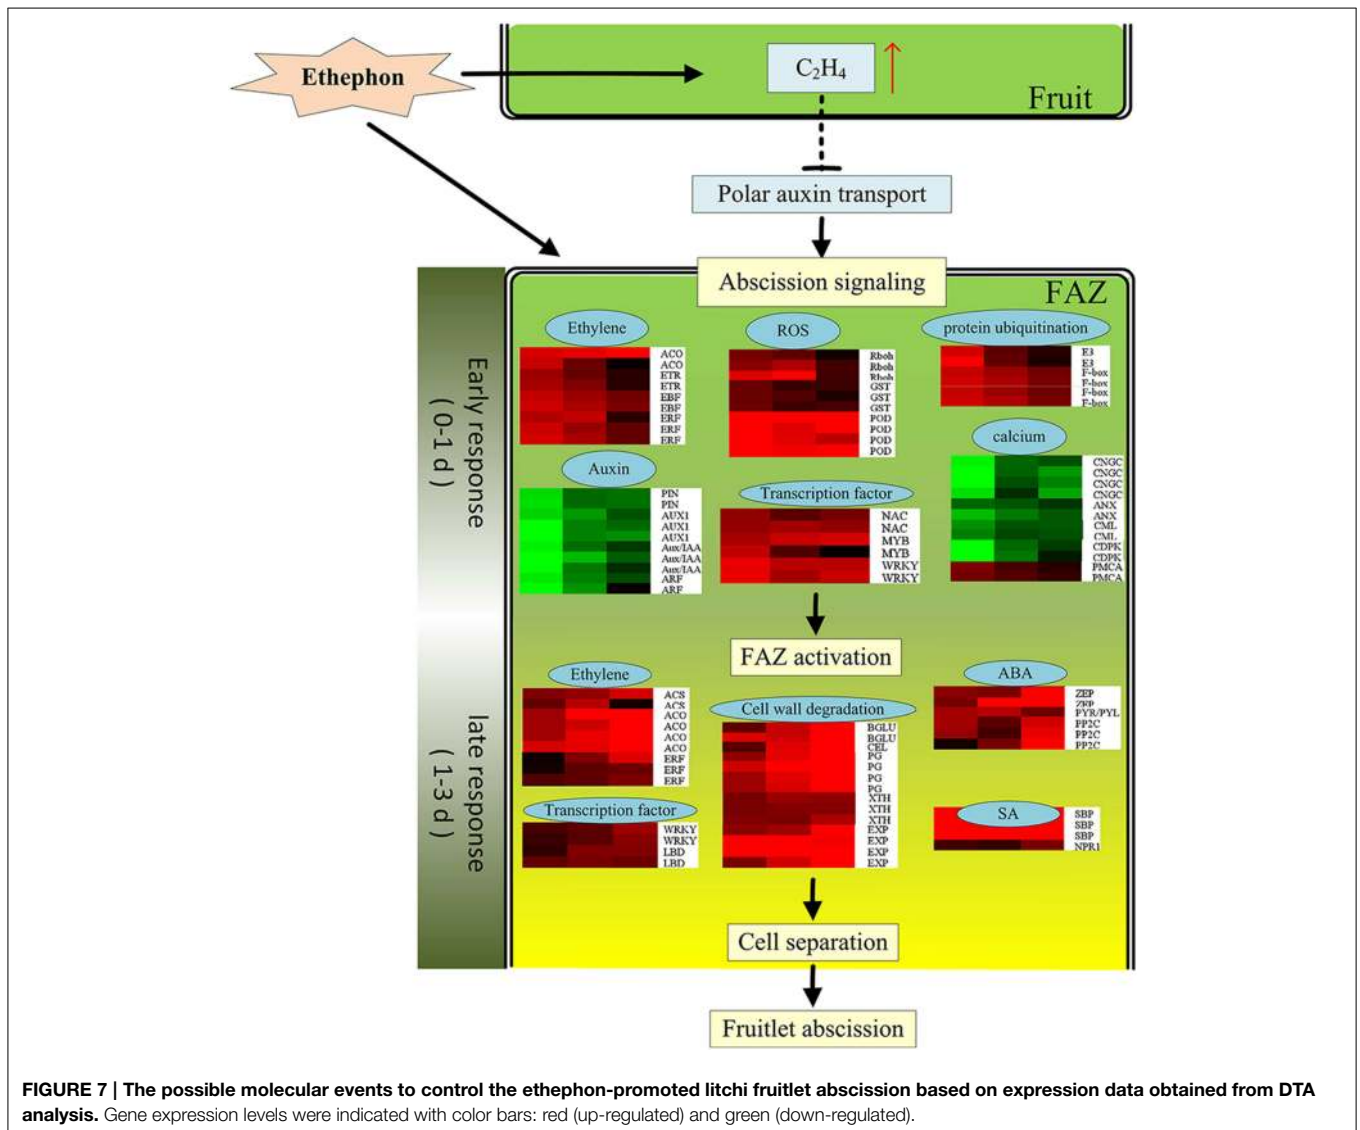 Ethephon
C₂H₄
Fruit
Polar auxin transport
Abscission signaling
FAZ
Early response
( 0-1 d )
Ethylene
ACO
ACO
ETR
ETR
EBF
EBF
ERF
ERF
ERF
ROS
Rboh
Rboh
Rboh
GST
GST
GST
POD
POD
POD
POD
protein ubiquitination
E3
E3
F-box
F-box
F-box
F-box
Auxin
PIN
PIN
AUX1
AUX1
AUX1
Aux/IAA
Aux/IAA
Aux/IAA
ARF
ARF
Transcription factor
NAC
NAC
MYB
MYB
WRKY
WRKY
calcium
CNGC
CNGC
CNGC
CNGC
ANX
ANX
CML
CML
CDPK
CDPK
PMCA
PMCA
FAZ activation
late response
( 1-3 d )
Ethylene
ACS
ACS
ACO
ACO
ACO
ACO
ERF
ERF
ERF
Cell wall degradation
BGLU
BGLU
CEL
PG
PG
PG
PG
XTH
XTH
XTH
EXP
EXP
EXP
EXP
ABA
ZEP
ZEP
PYR/PYL
PP2C
PP2C
PP2C
Transcription factor
WRKY
WRKY
LBD
LBD
SA
SBP
SBP
SBP
NPR1
Cell separation
Fruitlet abscission
FIGURE 7 | The possible molecular events to control the ethephon-promoted litchi fruitlet abscission based on expression data obtained from DTA
analysis. Gene expression levels were indicated with color bars: red (up-regulated) and green (down-regulated).